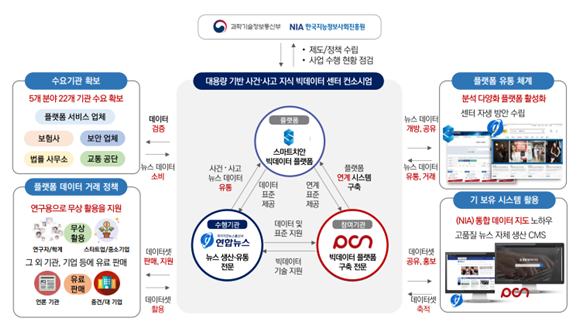 과학기술정보통신부 NIA 한국지능정보사회진흥원
• 제도/정책 수립
• 사업 수행 현황 점검
수요기관 확보
5개 분야 22개 기관 수요 확보
플랫폼 서비스 업체
보험사
보안 업체
법률 사무소
교통 공단
플랫폼 데이터 거래 정책
연구용으로 무상 활용을 지원
무상
활용
연구자/학계
스타트업/중소기업
그 외 기관, 기업 등에 유료 판매
유료
판매
언론 기관
중견/대 기업
데이터
검증
뉴스 데이터
소비
데이터셋
판매, 지원
데이터셋
활용
대용량 기반 사건·사고 지식 빅데이터 센터 컨소시엄
플랫폼
스마트치안
빅데이터 플랫폼
사건·사고
뉴스 데이터
유통
데이터
표준
제공
연계
표준
제공
플랫폼
연계 시스템
구축
수행기관
연합뉴스
뉴스 생산·유통
전문
데이터 및
표준 지원
빅데이터
기술 지원
참여기관
pcn
빅데이터 플랫폼
구축 전문
뉴스 데이터
개방, 공유
뉴스 데이터
유통, 거래
데이터셋
공유, 홍보
데이터셋
축적
플랫폼 유통 체계
분석 다양화 플랫폼 활성화
센터 자생 방안 수립
기 보유 시스템 활용
(NIA) 통합 데이터 지도 노하우
고품질 뉴스 자체 생산 CMS
pcn